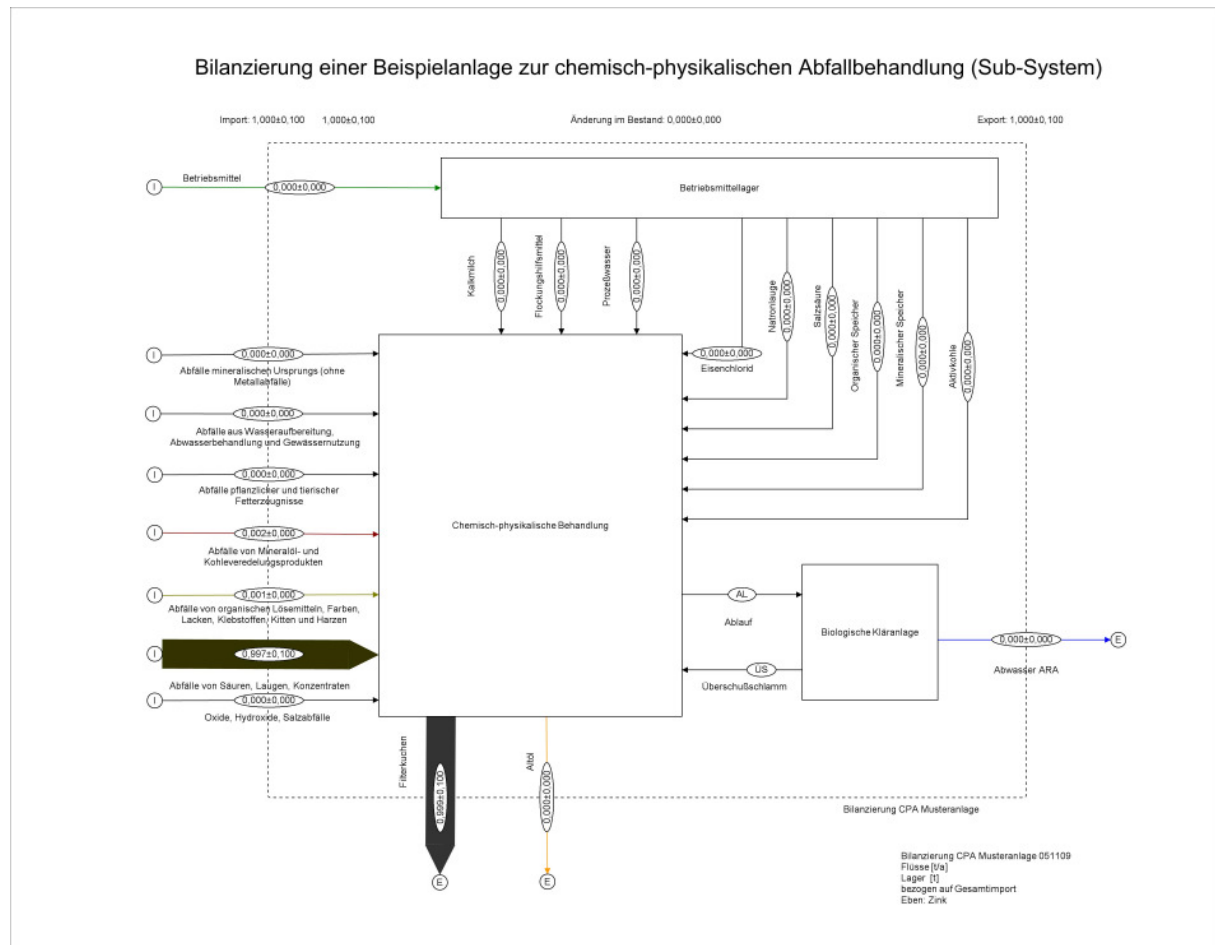 Bilanzierung einer Beispielanlage zur chemisch-physikalischen Abfallbehandlung (Sub-System)
Import: 1,000±0,100
1,000±0,100
Änderung im Bestand: 0,000±0,000
Export: 1,000±0,100
I
Betriebsmittel
0,000±0,000
Betriebsmittellager
Kalkmilch
0,000±0,000
Flockungshilfsmittel
0,000±0,000
Prozeßwasser
0,000±0,000
0,000±0,000
Eisenchlorid
Natronlauge
0,000±0,000
Salzsäure
0,000±0,000
Organischer Speicher
0,000±0,000
Mineralischer Speicher
0,000±0,000
Aktivkohle
0,000±0,000
I
0,000±0,000
Abfälle mineralischen Ursprungs (ohne
Metallabfälle)
I
0,000±0,000
Abfälle aus Wasseraufbereitung,
Abwasserbehandlung und Gewässernutzung
I
0,000±0,000
Abfälle pflanzlicher und tierischer
Fetterzeugnisse
I
0,002±0,000
Abfälle von Mineralöl- und
Kohleveredelungsprodukten
I
0,001±0,000
Abfälle von organischen Lösemitteln, Farben,
Lacken, Klebstoffen, Kitten und Harzen
I
0,997±0,100
Abfälle von Säuren, Laugen, Konzentraten
I
0,000±0,000
Oxide, Hydroxide, Salzabfälle
Chemisch-physikalische Behandlung
AL
Ablauf
Biologische Kläranlage
ÜS
Überschußschlamm
0,000±0,000
E
Abwasser ARA
Filterkuchen
0,999±0,100
E
Altöl
0,000±0,000
E
Bilanzierung CPA Musteranlage
Bilanzierung CPA Musteranlage 051109
Flüsse [t/a]
Lager [t]
bezogen auf Gesamtimport
Eben: Zink